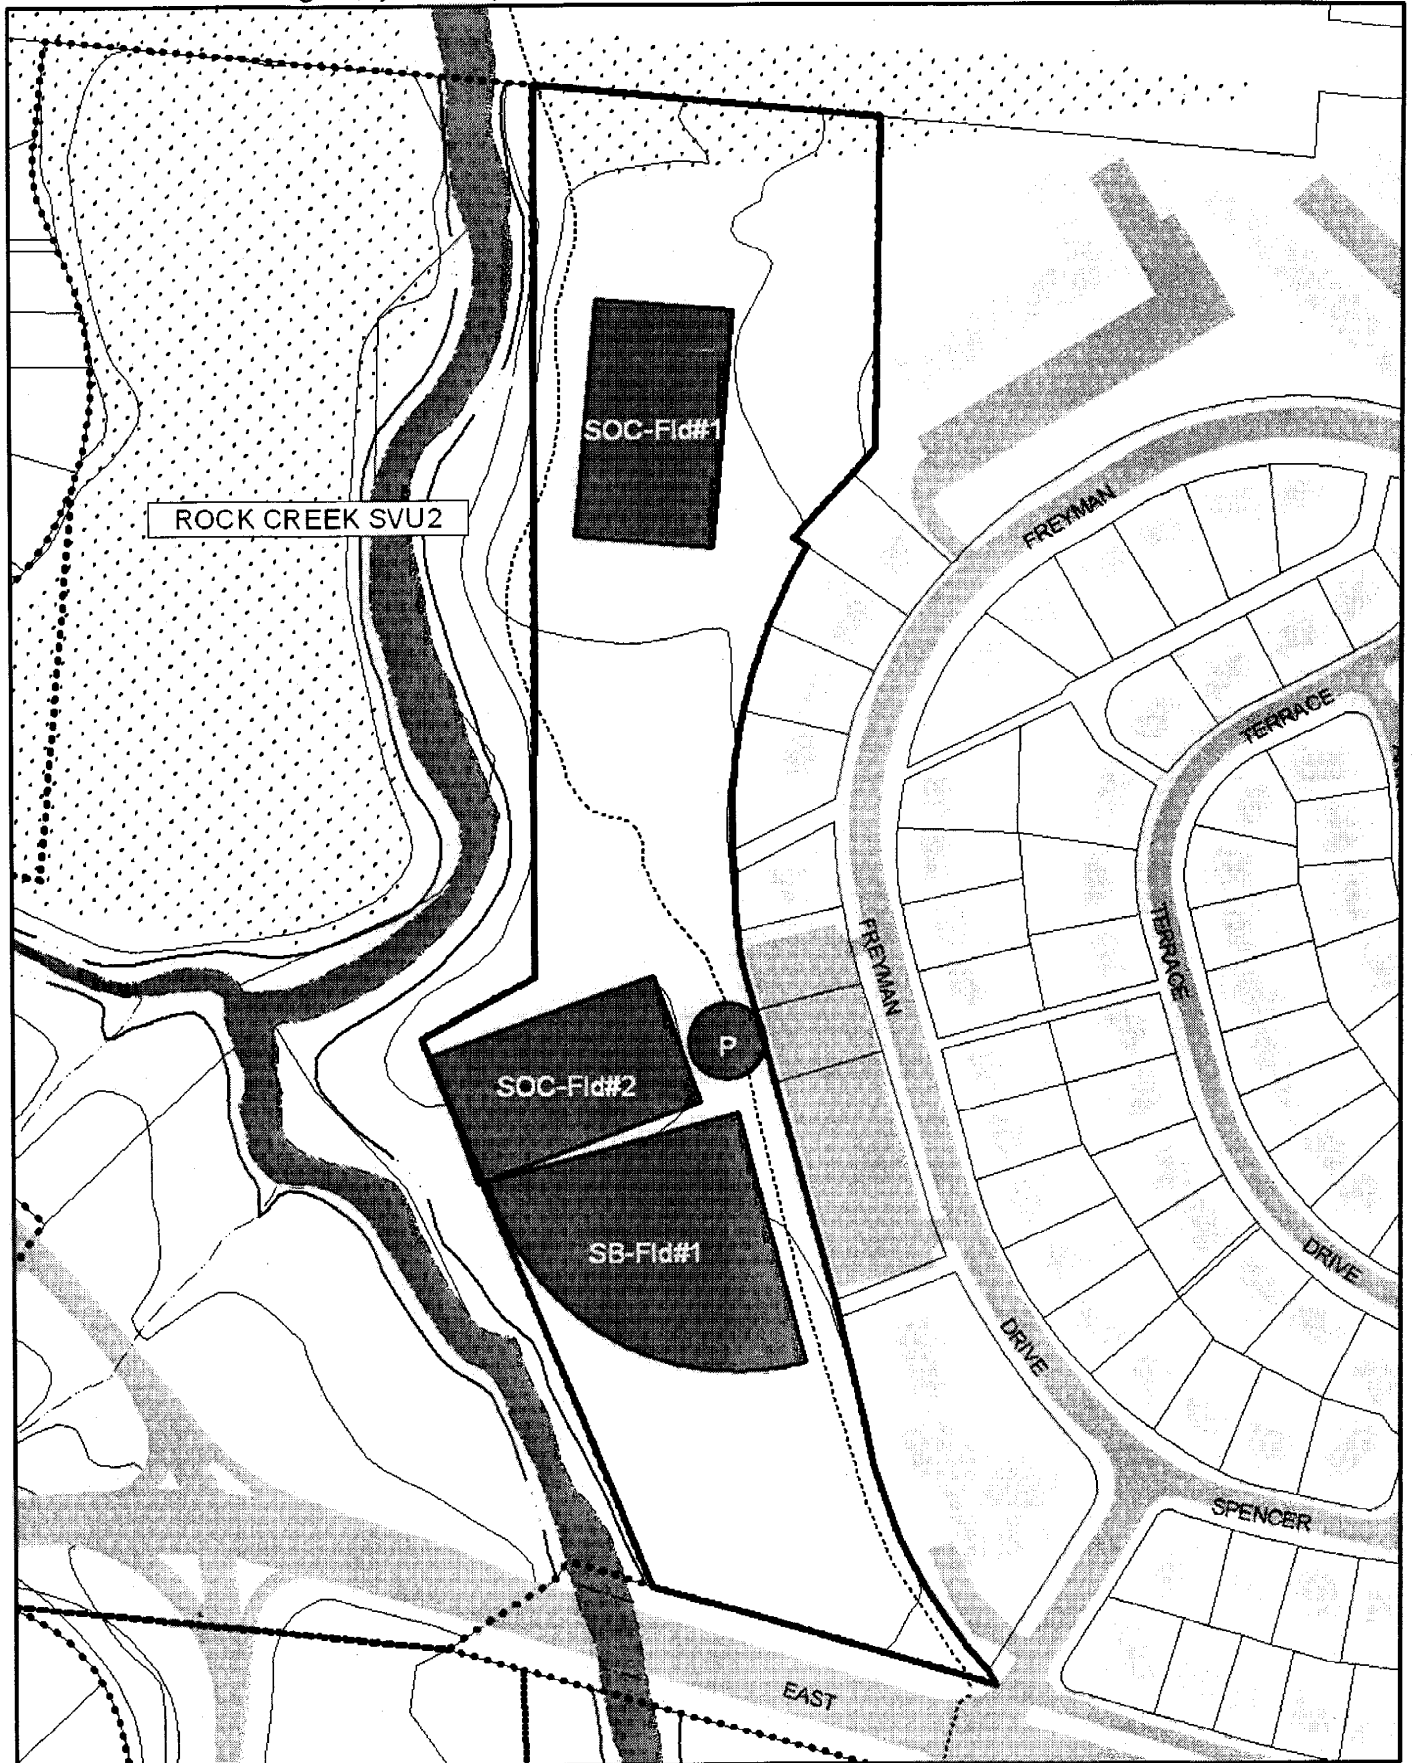 SOC-Fld#1
ROCK CREEK SVU2
FREYMAN
TERRACE
FREYMAN
TERRACE
P
SOC-Fld#2
SB-Fld#1
DRIVE
DRIVE
SPENCER
EAST